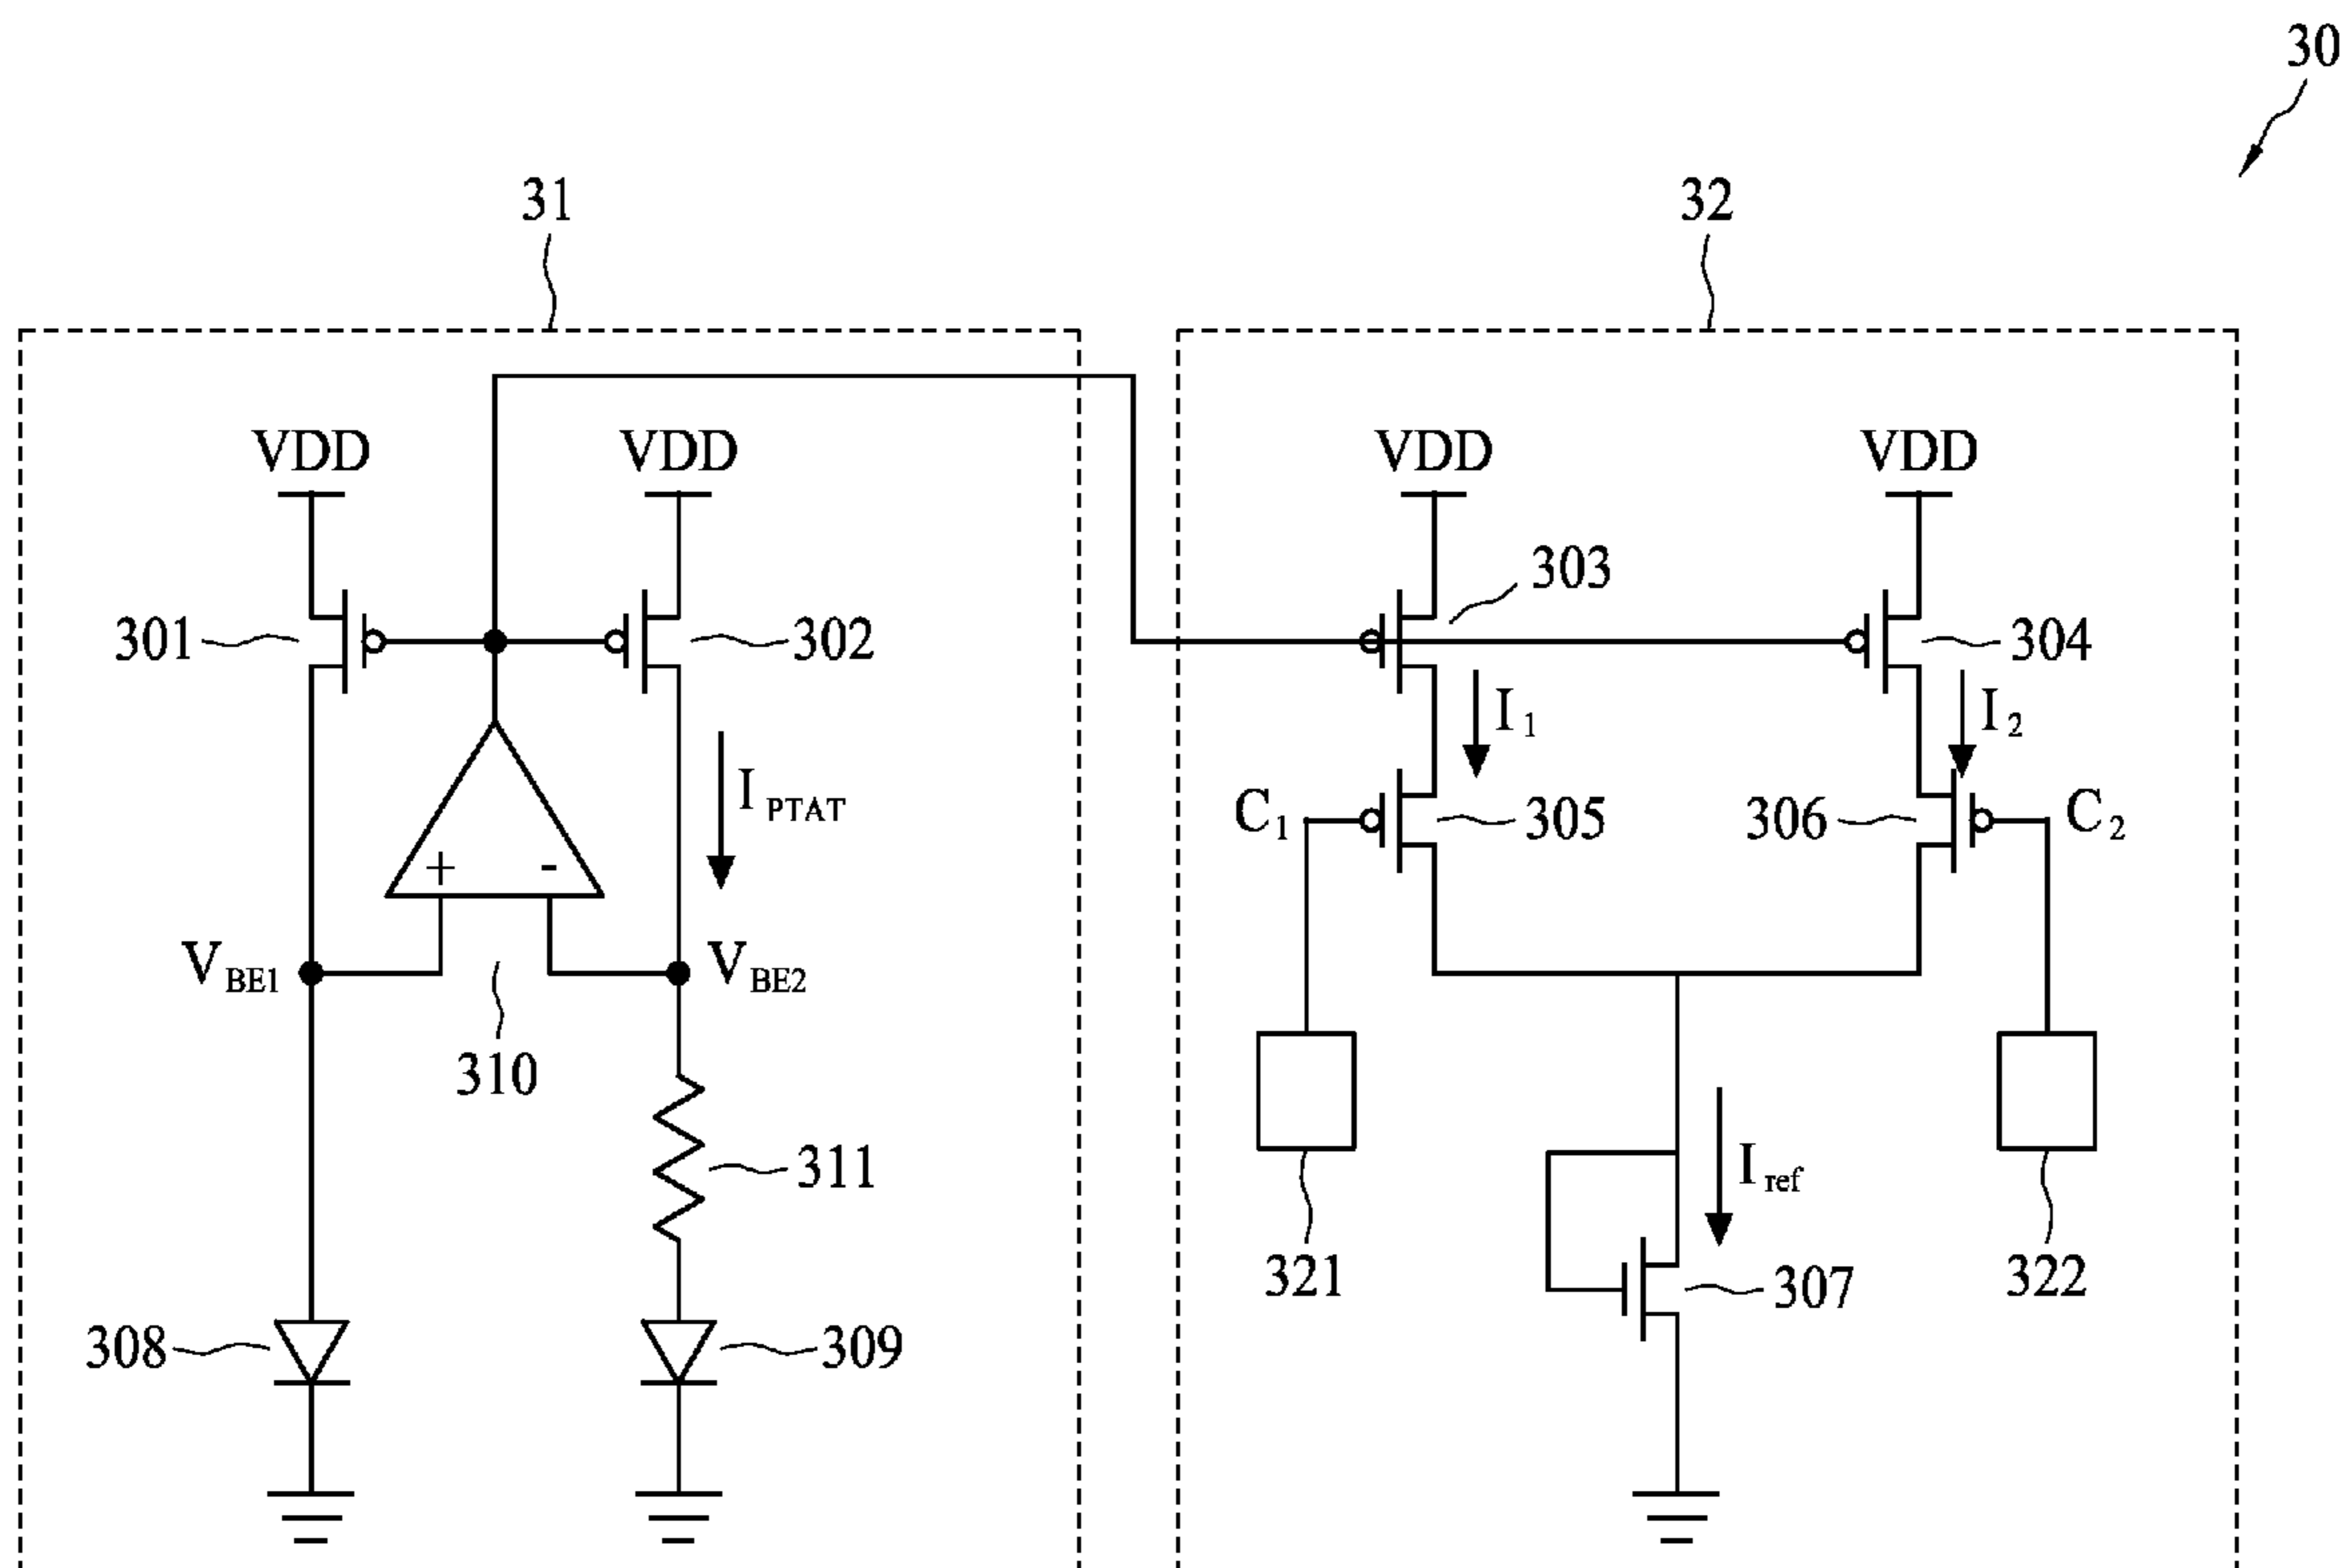 30
31
32
VDD
VDD
VDD
VDD
303
301
302
304
I1
I2
IPTAT
C1
305
306
C2
+
-
VBE1
VBE2
310
311
Iref
321
322
307
308
309